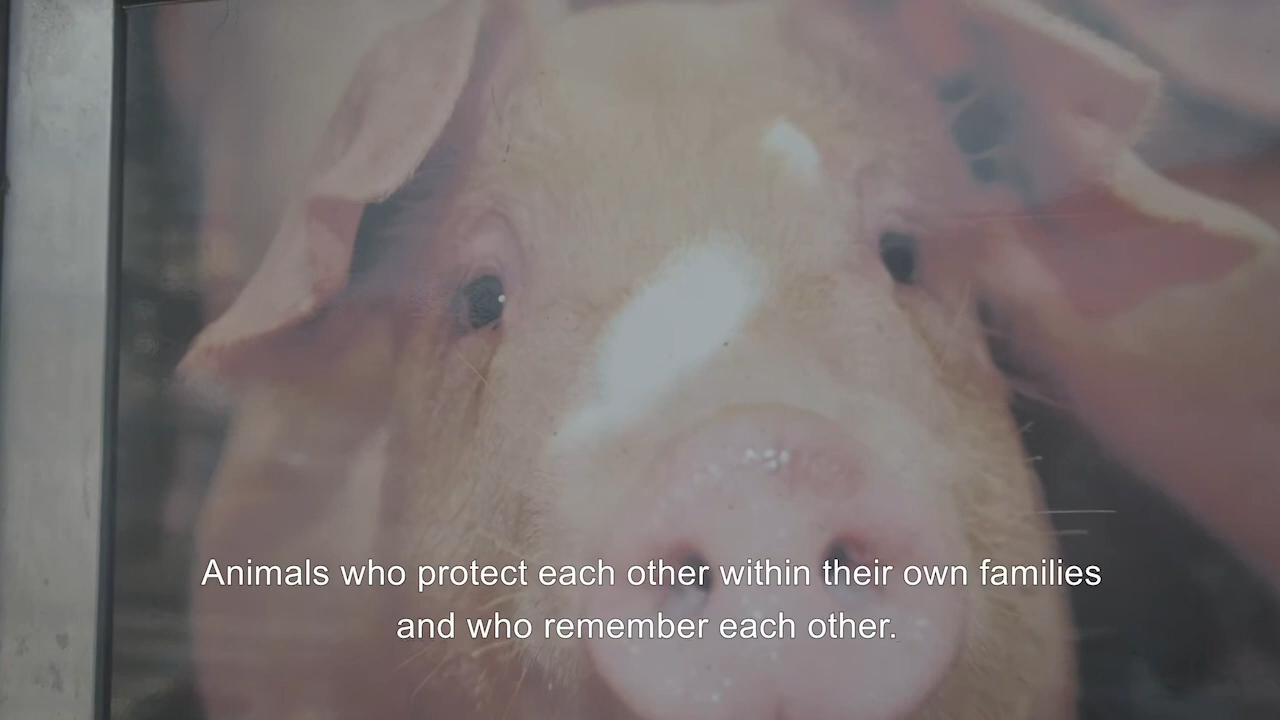 Animals who protect each other within their own families
and who remember each other.